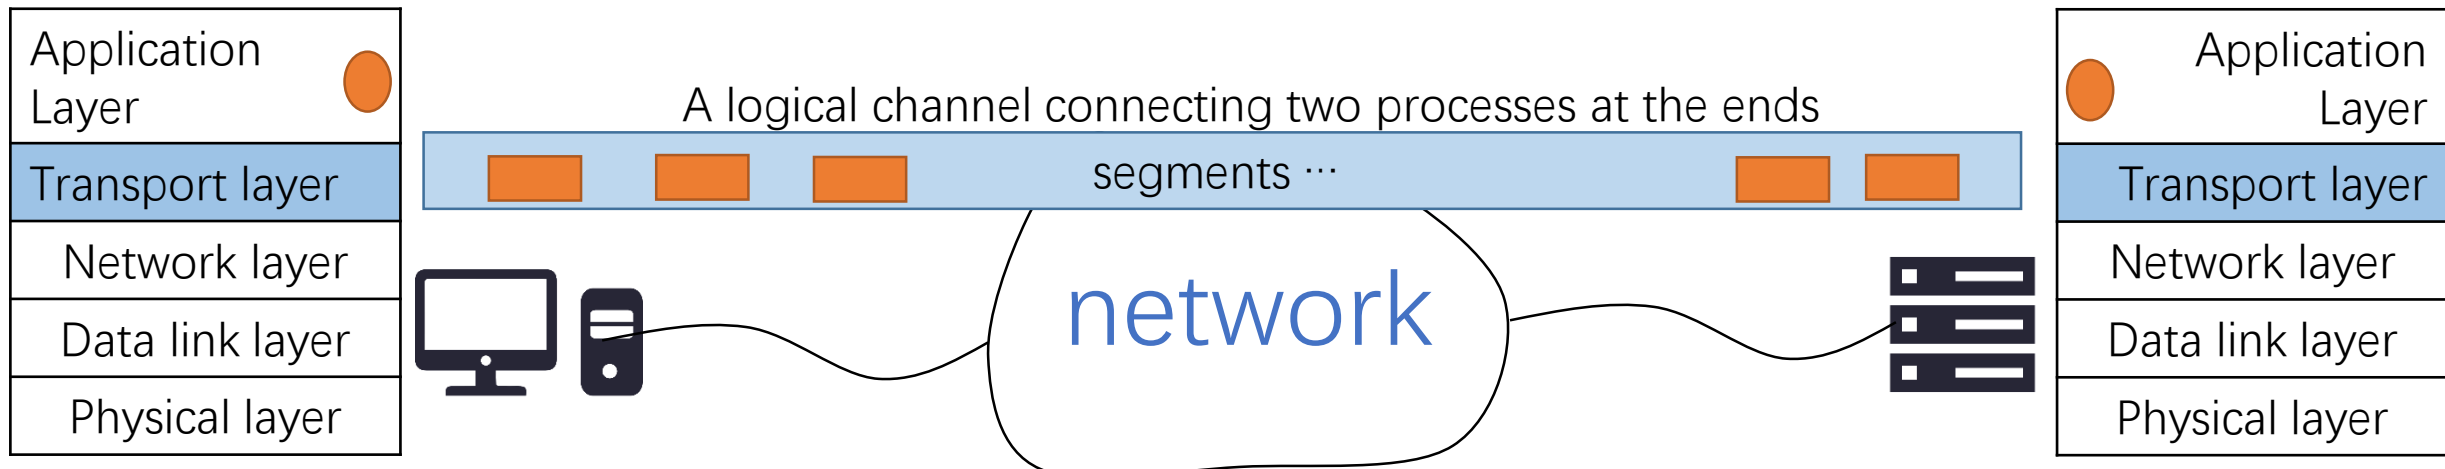 Application
Layer
Transport layer
Network layer
Data link layer
Physical layer
A logical channel connecting two processes at the ends
segments ...
network
Application
Layer
Transport layer
Network layer
Data link layer
Physical layer